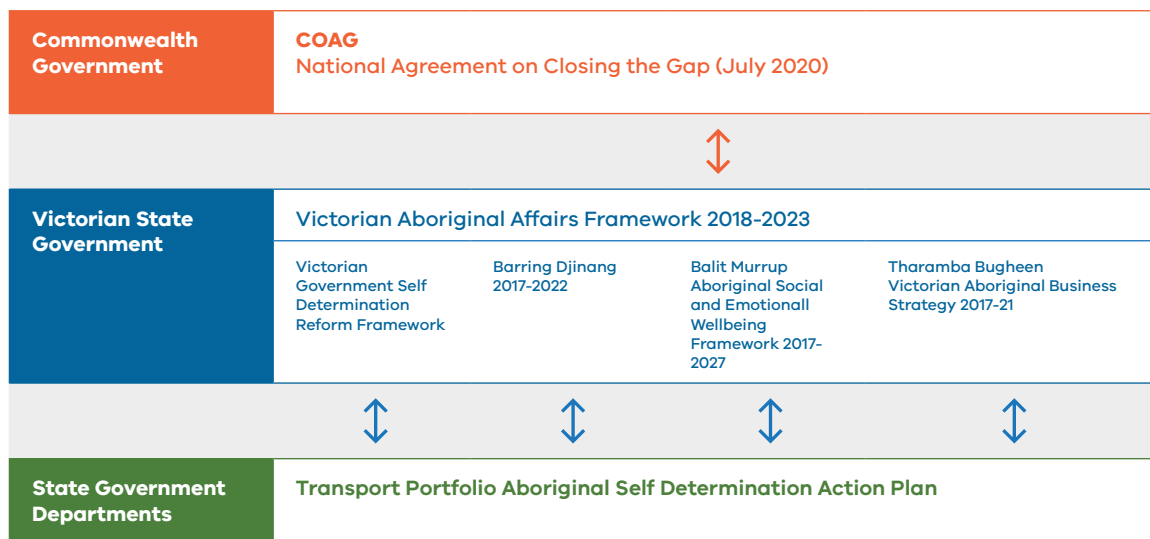 Commonwealth
Government
COAG
National Agreement on Closing the Gap (July 2020)
Victorian State
Government
Victorian Aboriginal Affairs Framework 2018-2023
Victorian
Government Self
Determination
Reform Framework
Barring Djinang
2017-2022
Balit Murrup
Aboriginal Social
and Emotionall
Wellbeing
Framework 2017-
2027
Tharamba Bugheen
Victorian Aboriginal Business
Strategy 2017-21
State Government
Departments
Transport Portfolio Aboriginal Self Determination Action Plan